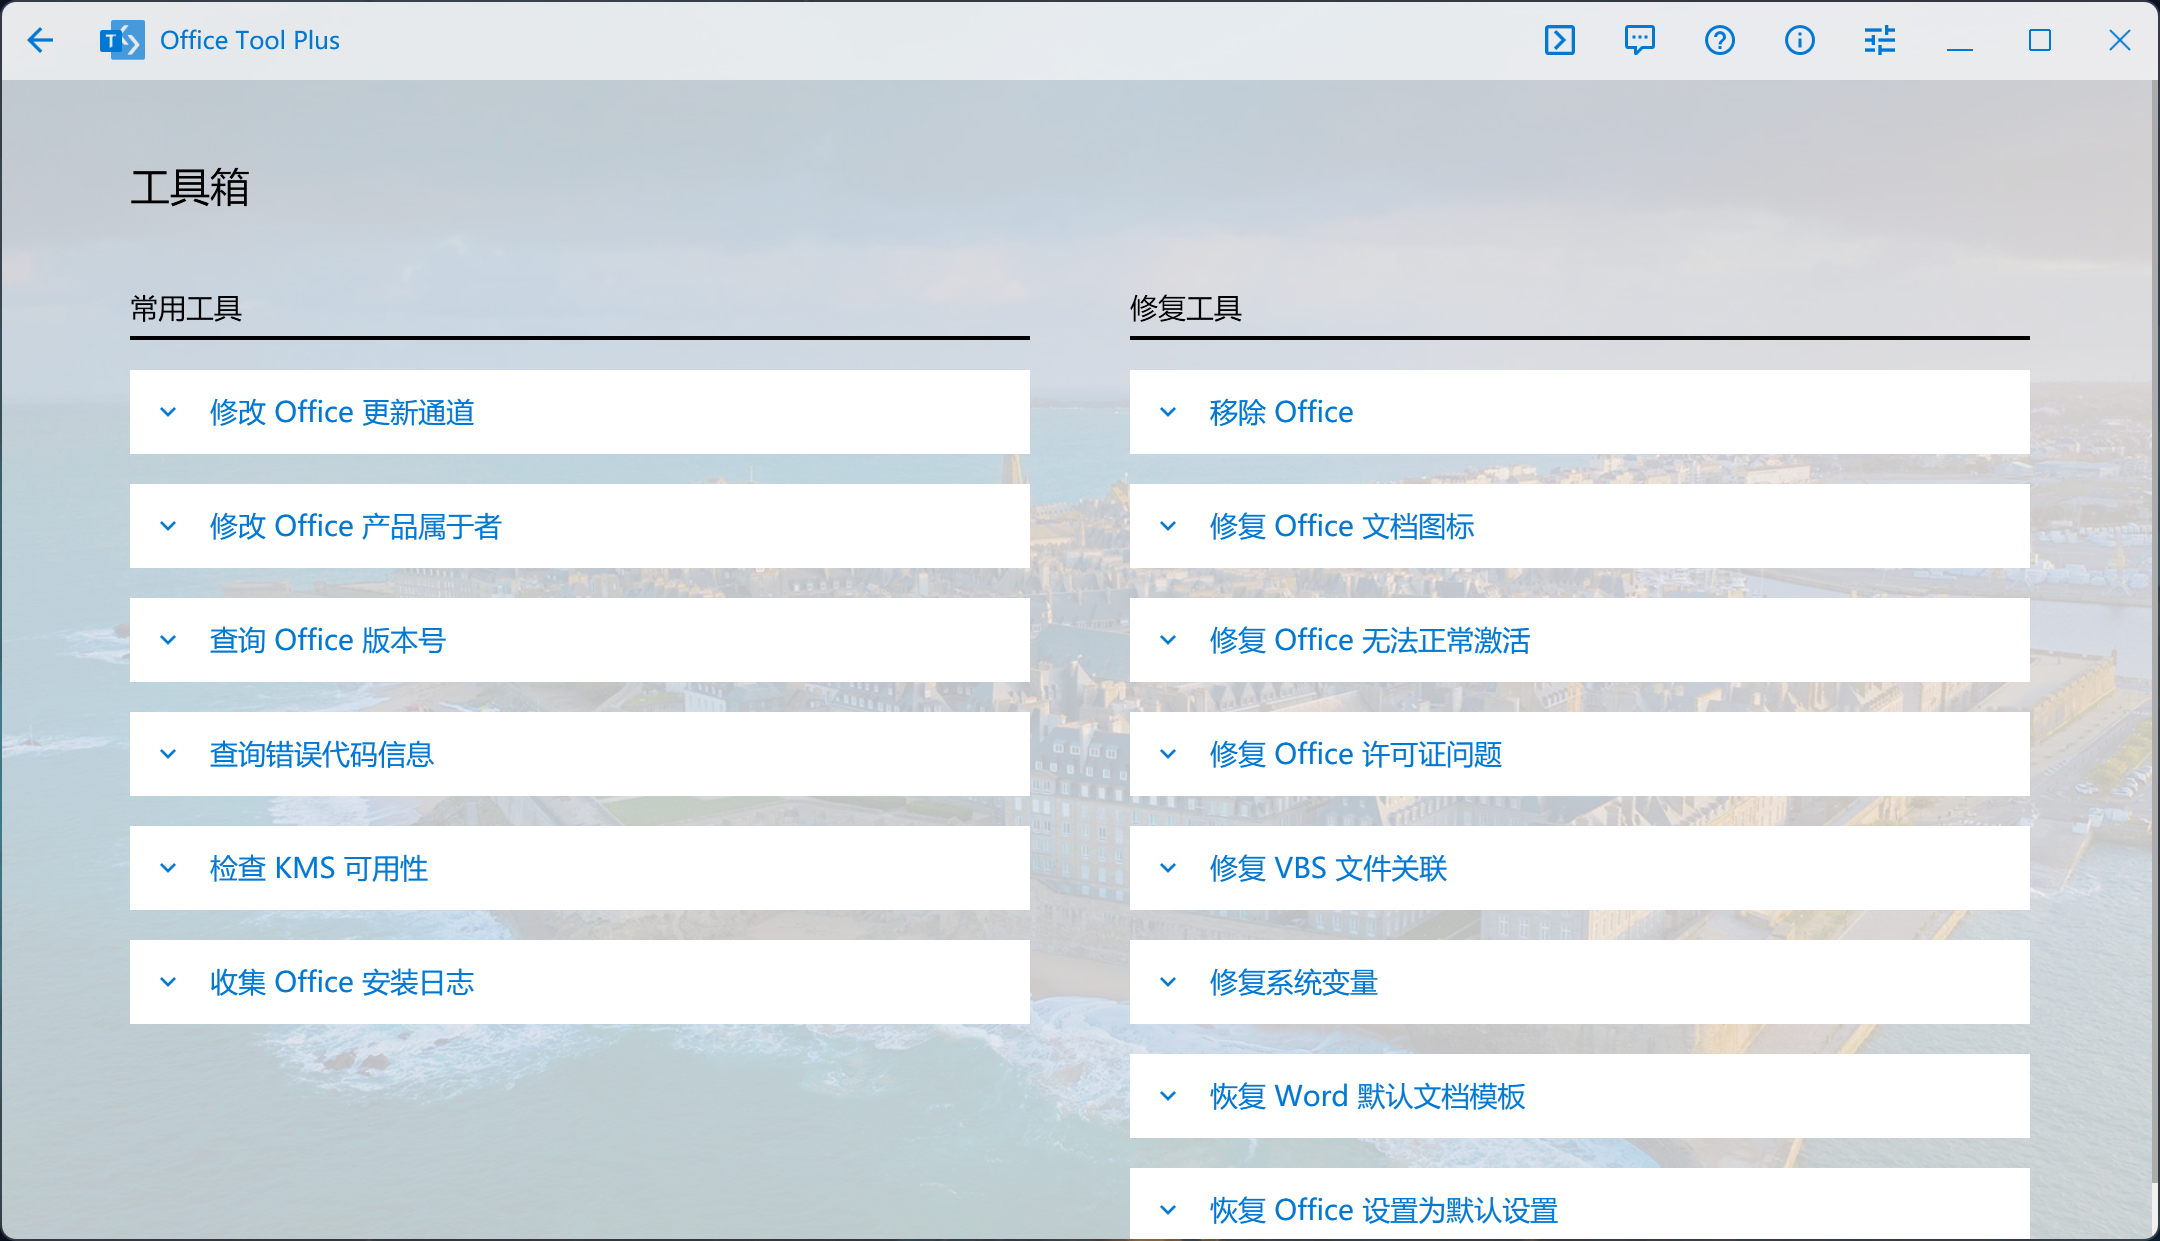 Office Tool Plus
工具箱
常用工具
修改 Office 更新通道
修改 Office 产品属于者
查询 Office 版本号
查询错误代码信息
检查 KMS 可用性
收集 Office 安装日志
修复工具
移除 Office
修复 Office 文档图标
修复 Office 无法正常激活
修复 Office 许可证问题
修复 VBS 文件关联
修复系统变量
恢复 Word 默认文档模板
恢复 Office 设置为默认设置